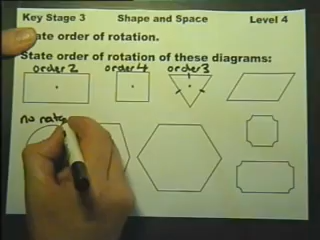 Key Stage 3 Shape and Space Level 4
ate order of rotation.
State order of rotation of these diagrams:
order 2 order 4 order 3
no rota